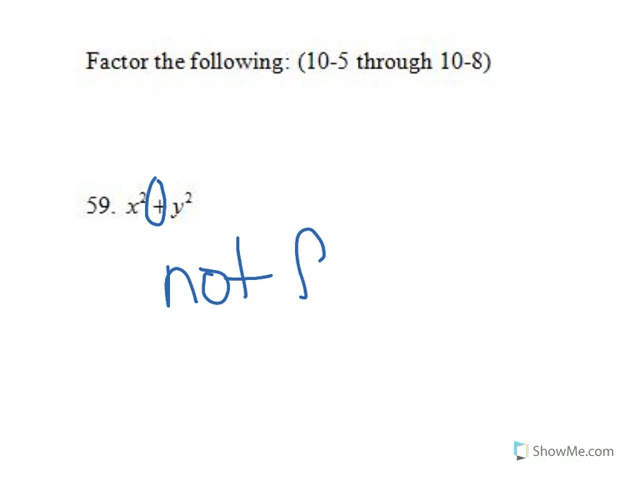 Factor the following: (10-5 through 10-8)
59. x² + y²
not
ShowMe.com